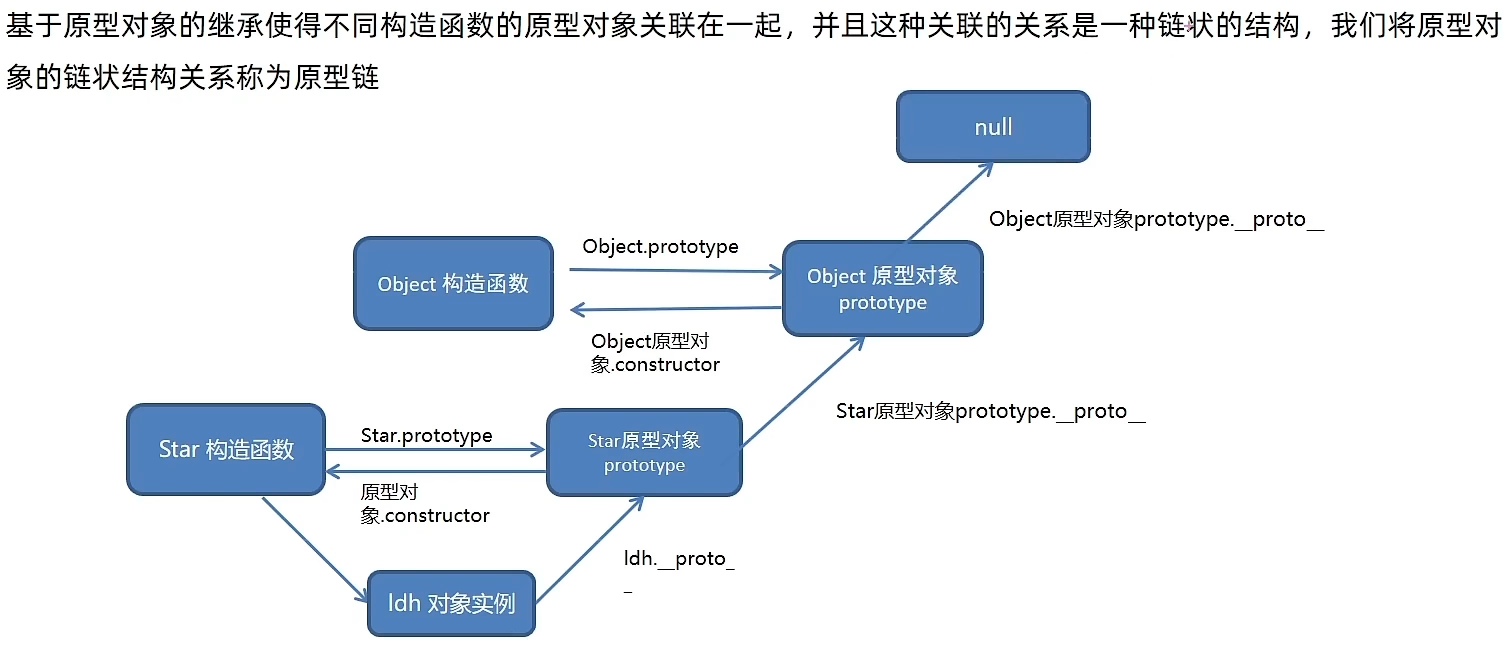 基于原型对象的继承使得不同构造函数的原型对象关联在一起，并且这种关联的关系是一种链状的结构，我们将原型对
象的链状结构关系称为原型链
null
Object原型对象prototype.__proto__
Object.prototype
Object 构造函数
Object 原型对象
prototype
Object原型对
象.constructor
Star原型对象prototype.__proto__
Star 构造函数
Star.prototype
Star原型对象
prototype
原型对
象.constructor
ldh.__proto_
_
ldh 对象实例